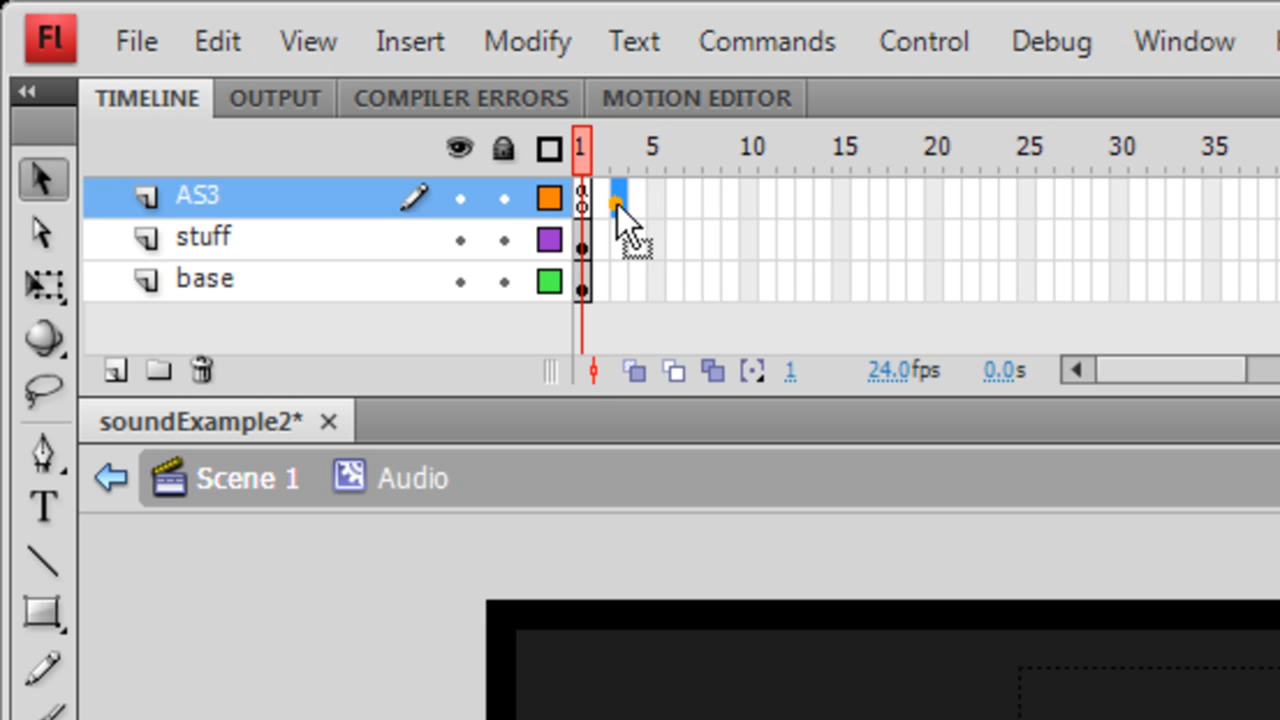 Fl File Edit View Insert Modify Text Commands Control Debug Window
TIMELINE OUTPUT COMPILER ERRORS MOTION EDITOR
1 5 10 15 20 25 30 35
AS3
stuff
base
1 24.0fps 0.0s
soundExample2*
Scene 1 Audio
T